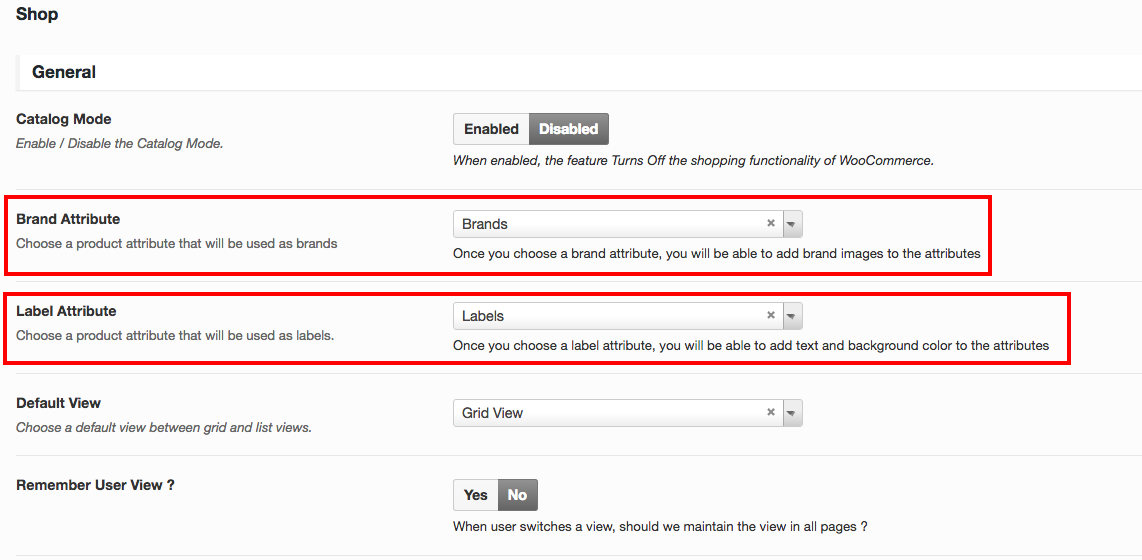 Shop
General
Catalog Mode
Enable / Disable the Catalog Mode.
Enabled Disabled
When enabled, the feature Turns Off the shopping functionality of WooCommerce.
Brand Attribute
Choose a product attribute that will be used as brands
Brands ×
Once you choose a brand attribute, you will be able to add brand images to the attributes
Label Attribute
Choose a product attribute that will be used as labels.
Labels ×
Once you choose a label attribute, you will be able to add text and background color to the attributes
Default View
Choose a default view between grid and list views.
Grid View ×
Remember User View ?
Yes No
When user switches a view, should we maintain the view in all pages ?